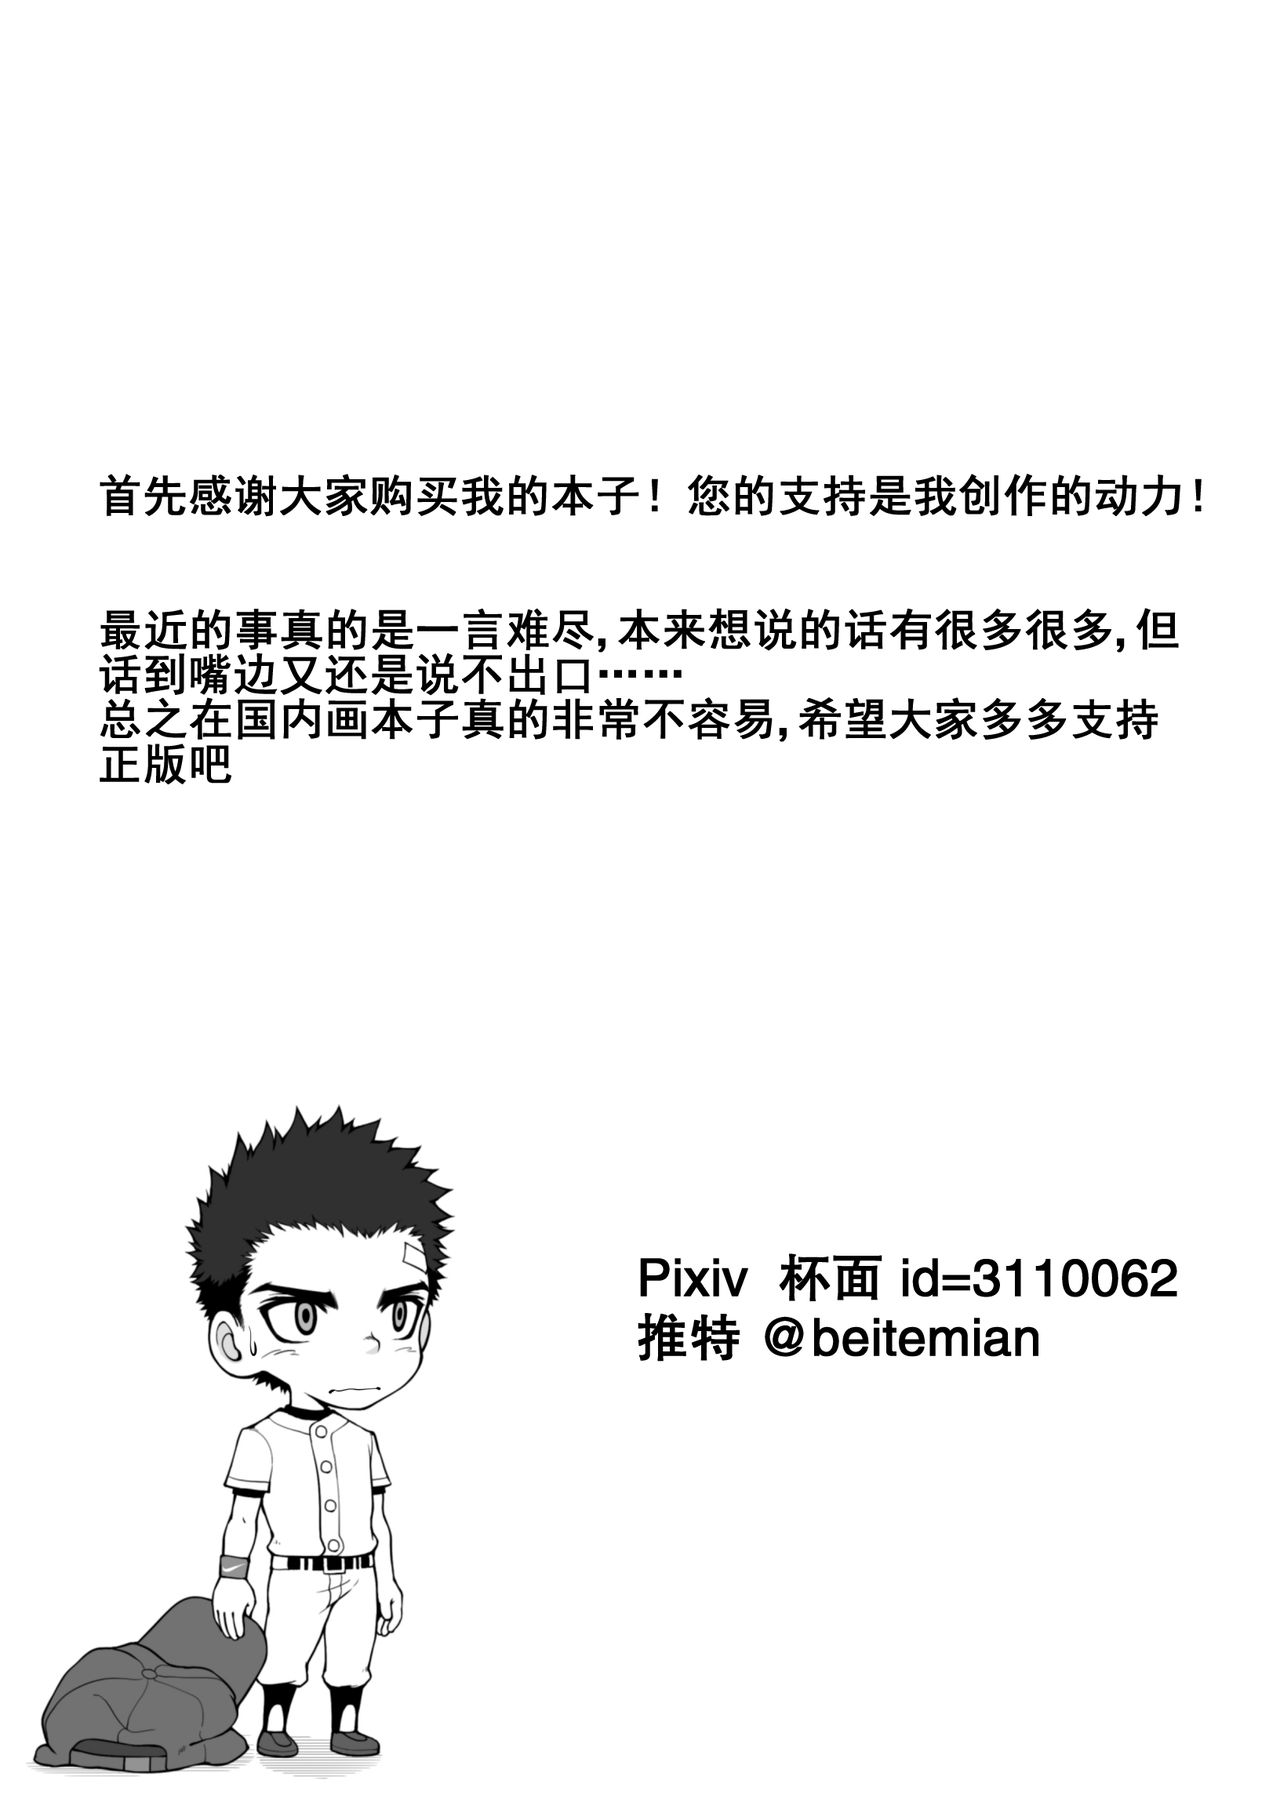 首先感谢大家购买我的本子！您的支持是我创作的动力！
最近的事真的是一言难尽,本来想说的话有很多很多,但
话到嘴边又还是说不出口……
总之在国内画本子真的非常不容易,希望大家多多支持
正版吧
Pixiv 杯面 id=3110062
推特 @beitemian